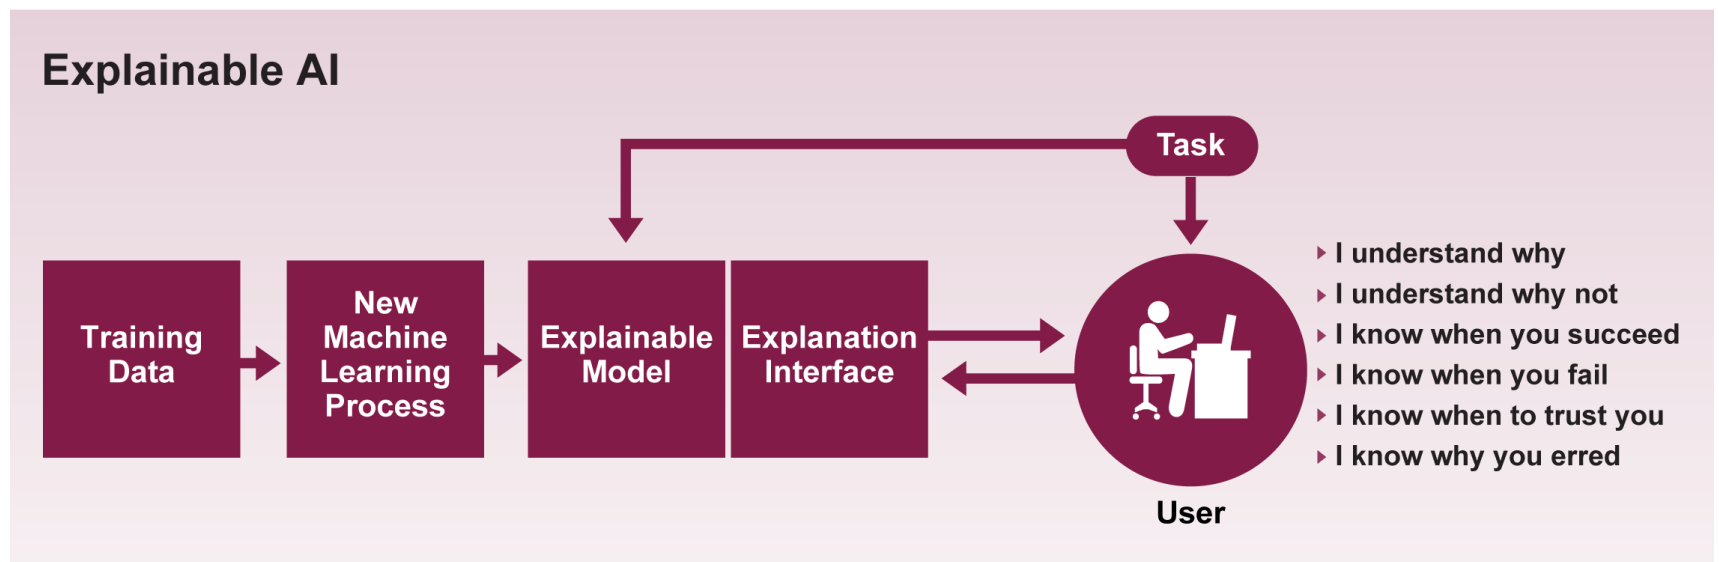 Explainable AI
Task
Training
Data
New
Machine
Learning
Process
Explainable
Model
Explanation
Interface
I understand why
I understand why not
I know when you succeed
I know when you fail
I know when to trust you
I know why you erred
User